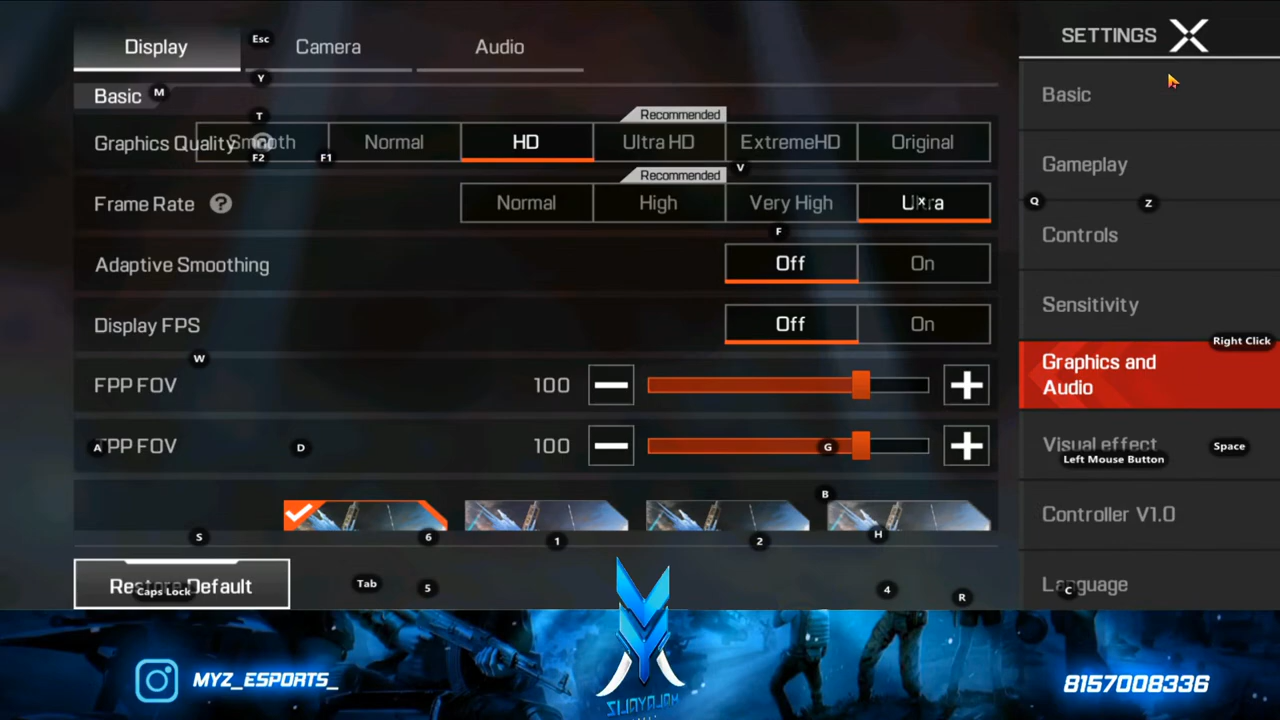 Display
Esc
Camera
Audio
SETTINGS
Y
Basic
M
Basic
T
Recommended
Graphics Quality
Smooth
Normal
HD
Ultra HD
ExtremeHD
Original
F2
F1
V
Gameplay
Recommended
Frame Rate ?
Normal
High
Very High
Ultra
X
Q
Z
F
Controls
Adaptive Smoothing
Off
On
Sensitivity
Display FPS
Off
On
Right Click
W
Graphics and
Audio
FPP FOV
100
A
TPP FOV
D
100
G
Visual effect
Space
Left Mouse Button
B
6
1
2
H
S
Controller V1.0
Restore Default
Caps Lock
Tab
5
4
R
C
Language
MYZ_ESPORTS_
8157008336